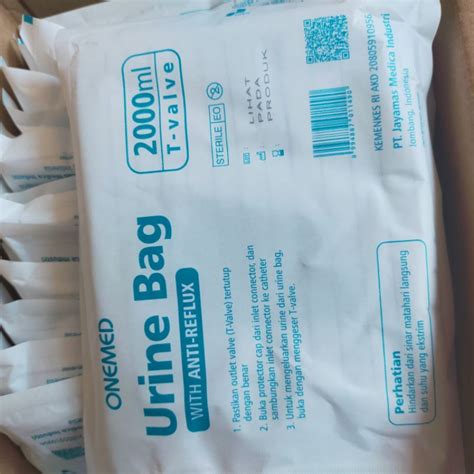 ONEMED
Urine Bag
WITH ANTI-REFLUX
2000ml
T-valve
STERILE EO
LIHAT
PADA
PRODUK
KEMENKES RI AKD 20805910956
PT. Jayamas Medica Industri
Jombang, Indonesia
1. Pastikan outlet valve (T-Valve) tertutup
dengan benar
2. Buka protector cap dari inlet connector, dan
sambungkan inlet connector ke catheter
3. Untuk mengeluarkan urine dari urine bag,
buka dengan menggeser T-valve.
Perhatian
Hindarkan dari sinar matahari langsung
dan suhu yang ekstrim